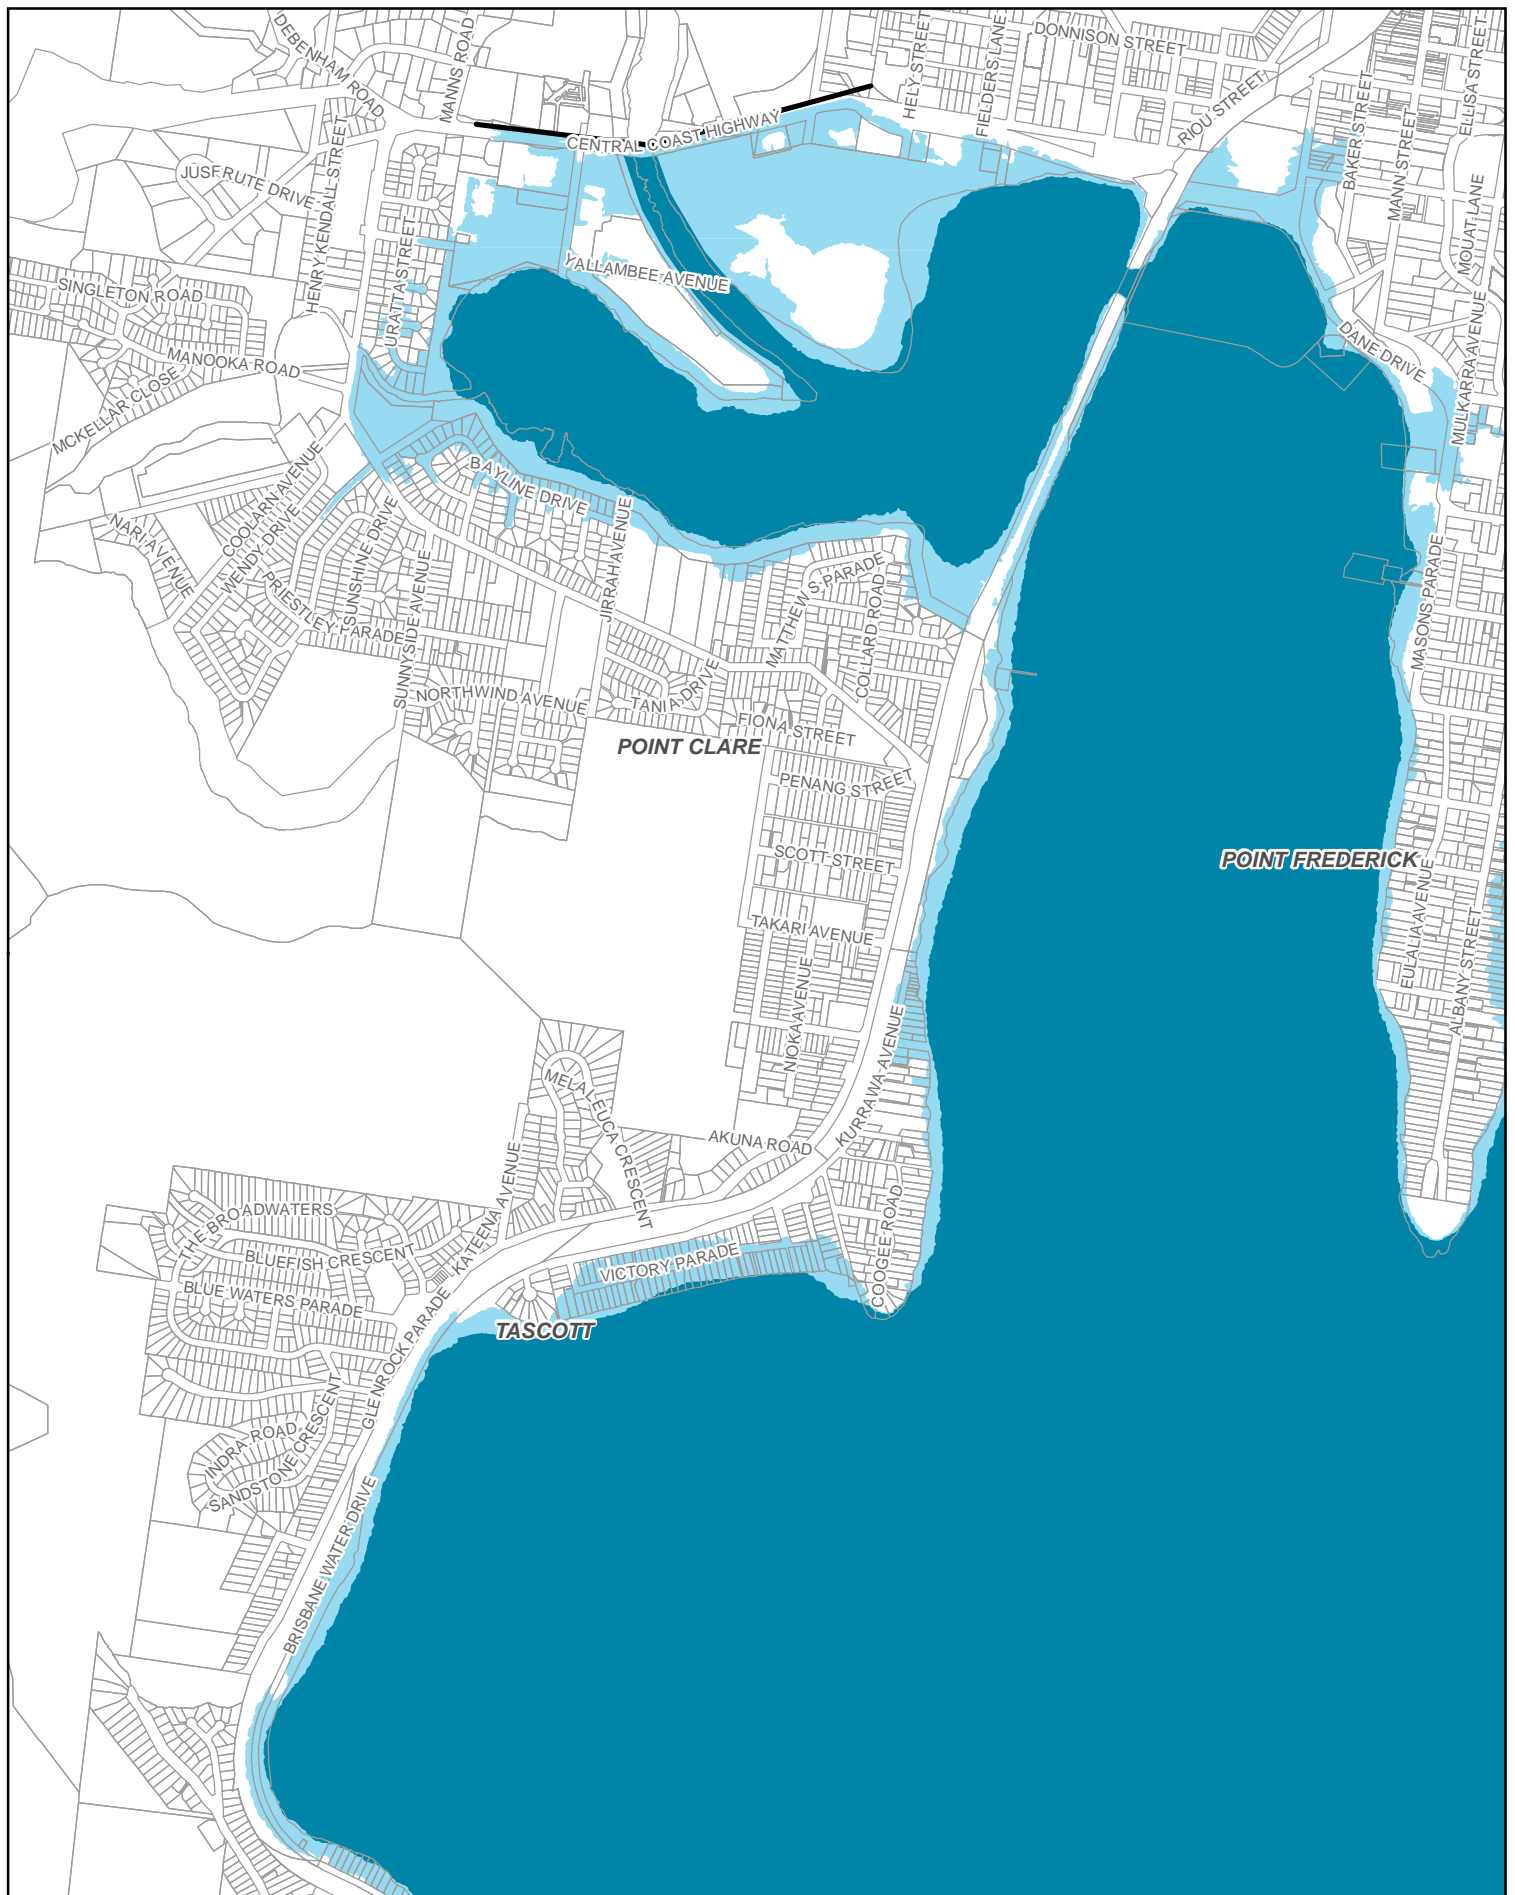 DONNISON STREET
DEBENHAM ROAD
MANNS ROAD
HELY STREET
FIELDERS LANE
ELLISA STREET
RIOU STREET
CENTRAL COAST HIGHWAY
BAKER STREET
MANN STREET
HENRY KENDALL STREET
JUSFRUTE DRIVE
MOUAT LANE
URATTA STREET
YALLAMBEE AVENUE
SINGLETON ROAD
MULKARRA AVENUE
DANE DRIVE
MANOOKA ROAD
MCKELLAR CLOSE
BAYLINE DRIVE
COOLARN AVENUE
WENDY DRIVE
NARI AVENUE
SUNSHINE DRIVE
JIRRAH AVENUE
PRIESTLEY PARADE
SUNNYSIDE AVENUE
MATTHEWS PARADE
COLLARD ROAD
MASONS PARADE
NORTHWIND AVENUE
TANIA DRIVE
FIONA STREET
POINT CLARE
PENANG STREET
SCOTT STREET
POINT FREDERICK
EULALIA AVENUE
TAKARI AVENUE
ALBANY STREET
NIOKA AVENUE
KURRAWA AVENUE
MELALEUCA CRESCENT
AKUNA ROAD
KATEENA AVENUE
THE BROADWATERS
BLUEFISH CRESCENT
COOGEE ROAD
VICTORY PARADE
BLUE WATERS PARADE
TASCOTT
GLENROCK PARADE
INDRA ROAD
SANDSTONE CRESCENT
BRISBANE WATER DRIVE